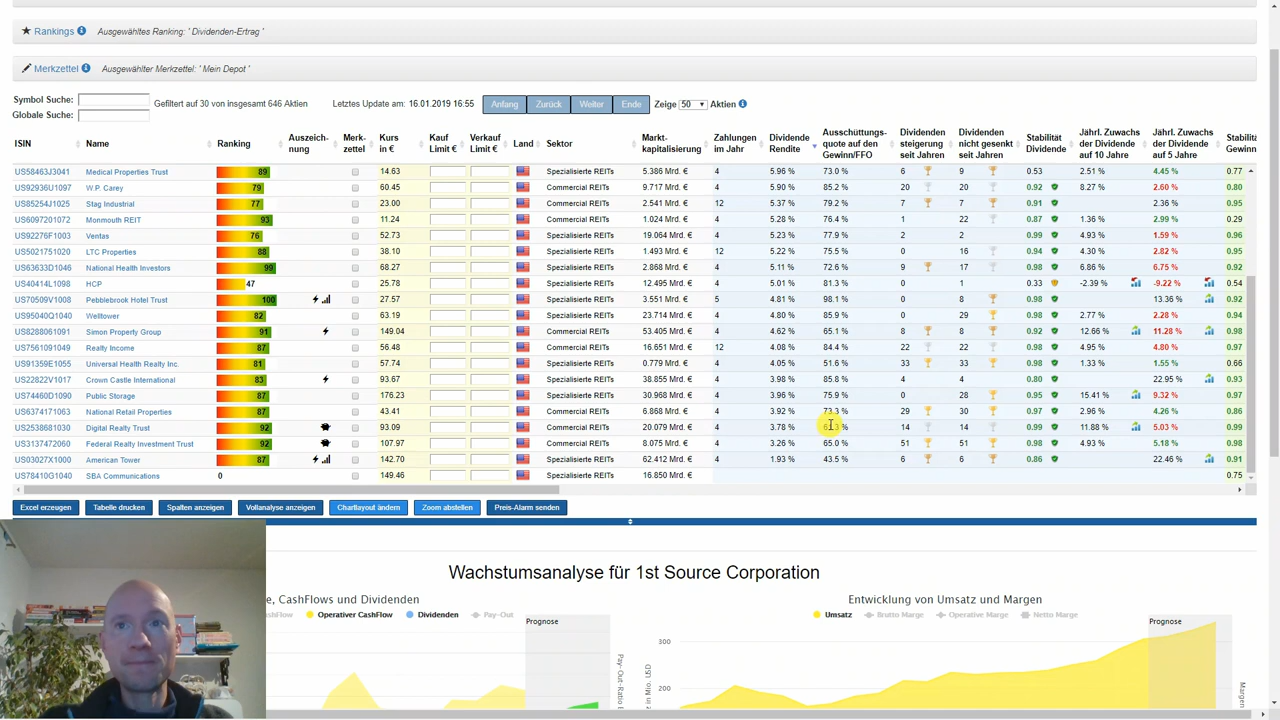 Rankings Ausgewähltes Ranking: ' Dividenden-Ertrag '
Merkzettel Ausgewählter Merkzettel: ' Mein Depot '
Symbol Suche:
Globale Suche:
Gefiltert auf 30 von insgesamt 646 Aktien Letztes Update am: 16.01.2019 16:55 Anfang Zurück Weiter Ende Zeige 50 Aktien
ISIN Name Ranking Auszeich-nung Merk-zettel Kurs in € Kauf Limit € Verkauf Limit € Land Sektor Markt-kapitalisierung Zahlungen im Jahr Dividende Rendite Ausschüttungs-quote auf den Gewinn/FFO Dividenden steigerung seit Jahren Dividenden nicht gesenkt seit Jahren Stabilität Dividende Jährl. Zuwachs der Dividende auf 10 Jahre Jährl. Zuwachs der Dividende auf 5 Jahr Stabilitä Gewinn
US58463J3041 Medical Properties Trust 89 14.63 Spezialisierte REITs 5.386 Mrd. € 4 5.96 % 73.0 % 6 9 0.53 2.51 % 4.45 % 0.77
US92936U1097 W.P. Carey 79 60.45 Commercial REITs 9.717 Mrd. € 4 5.90 % 85.2 % 20 20 0.92 8.27 % 2.60 % 0.80
US85254J1025 Stag Industrial 77 23.00 Commercial REITs 2.541 Mrd. € 12 5.37 % 79.2 % 7 7 0.91 2.36 % 0.95
US6097201072 Monmouth REIT 93 11.24 Commercial REITs 1.024 Mrd. € 4 5.28 % 76.4 % 1 22 0.87 1.36 % 2.99 % 0.29
US92276F1003 Ventas 76 52.73 Spezialisierte REITs 19.064 Mrd. € 4 5.23 % 77.9 % 2 2 0.99 4.93 % 1.59 % 0.96
US5021751020 LTC Properties 88 38.10 Spezialisierte REITs 1.493 Mrd. € 12 5.22 % 75.5 % 0 16 0.94 4.30 % 2.82 % 0.95
US63633D1046 National Health Investors 99 68.27 Spezialisierte REITs 2.868 Mrd. € 4 5.11 % 72.6 % 9 17 0.98 6.86 % 6.75 % 0.92
US40414L1098 HCP 47 25.78 Spezialisierte REITs 12.495 Mrd. € 4 5.02 % 81.3 % 0 1 0.33 -2.39 % -9.22 % 0.54
US70509V1008 Pebblebrook Hotel Trust 100 27.57 Spezialisierte REITs 3.551 Mrd. € 5 4.81 % 98.1 % 0 8 0.98 13.36 % 0.92
US95040Q1040 Welltower 82 63.19 Spezialisierte REITs 23.714 Mrd. € 4 4.80 % 85.9 % 0 29 0.98 2.77 % 2.28 % 0.94
US8288061091 Simon Property Group 91 149.04 Commercial REITs 53.405 Mrd. € 4 4.62 % 65.1 % 8 8 0.92 12.66 % 11.28 % 0.98
US7561091049 Realty Income 87 56.48 Commercial REITs 16.651 Mrd. € 12 4.08 % 84.4 % 22 22 0.98 4.95 % 4.80 % 0.97
US91359E1055 Universal Health Realty Inc. 81 57.74 Spezialisierte REITs 0.779 Mrd. € 4 4.08 % 51.6 % 33 33 0.98 1.33 % 1.55 % 0.66
US22822V1017 Crown Castle International 83 93.67 Spezialisierte REITs 38.855 Mrd. € 4 3.98 % 85.8 % 4 4 0.80 22.95 % 0.93
US74460D1090 Public Storage 87 176.23 Spezialisierte REITs 30.968 Mrd. € 4 3.96 % 75.9 % 0 28 0.95 15.41 % 9.32 % 0.97
US6374171063 National Retail Properties 87 43.41 Commercial REITs 6.868 Mrd. € 4 3.92 % 73.3 % 29 30 0.97 2.96 % 4.26 % 0.86
US2538681030 Digital Realty Trust 92 93.09 Commercial REITs 20.079 Mrd. € 4 3.78 % 14 14 0.99 11.88 % 5.03 % 0.99
US3137472060 Federal Realty Investment Trust 92 107.97 Commercial REITs 8.075 Mrd. € 4 3.26 % 65.0 % 51 51 0.98 4.93 % 5.18 % 0.98
US03027X1000 American Tower 87 142.70 Spezialisierte REITs 62.412 Mrd. € 4 1.93 % 43.5 % 6 6 0.86 22.46 % 0.91
US78410G1040 SBA Communications 0 149.46 Spezialisierte REITs 16.850 Mrd. € 0.75
Excel erzeugen Tabelle drucken Spalten anzeigen Vollanalyse anzeigen Chartlayout ändern Zoom abstellen Preis-Alarm senden
Wachstumsanalyse für 1st Source Corporation
e, CashFlows und Dividenden Entwicklung von Umsatz und Margen
shFlow Operativer CashFlow Dividenden Pay-Out Umsatz Brutto Marge Operative Marge Netto Marge
Prognose Prognose
300
200
Pay-Out-Ratio
z in Mio. USD
Margen